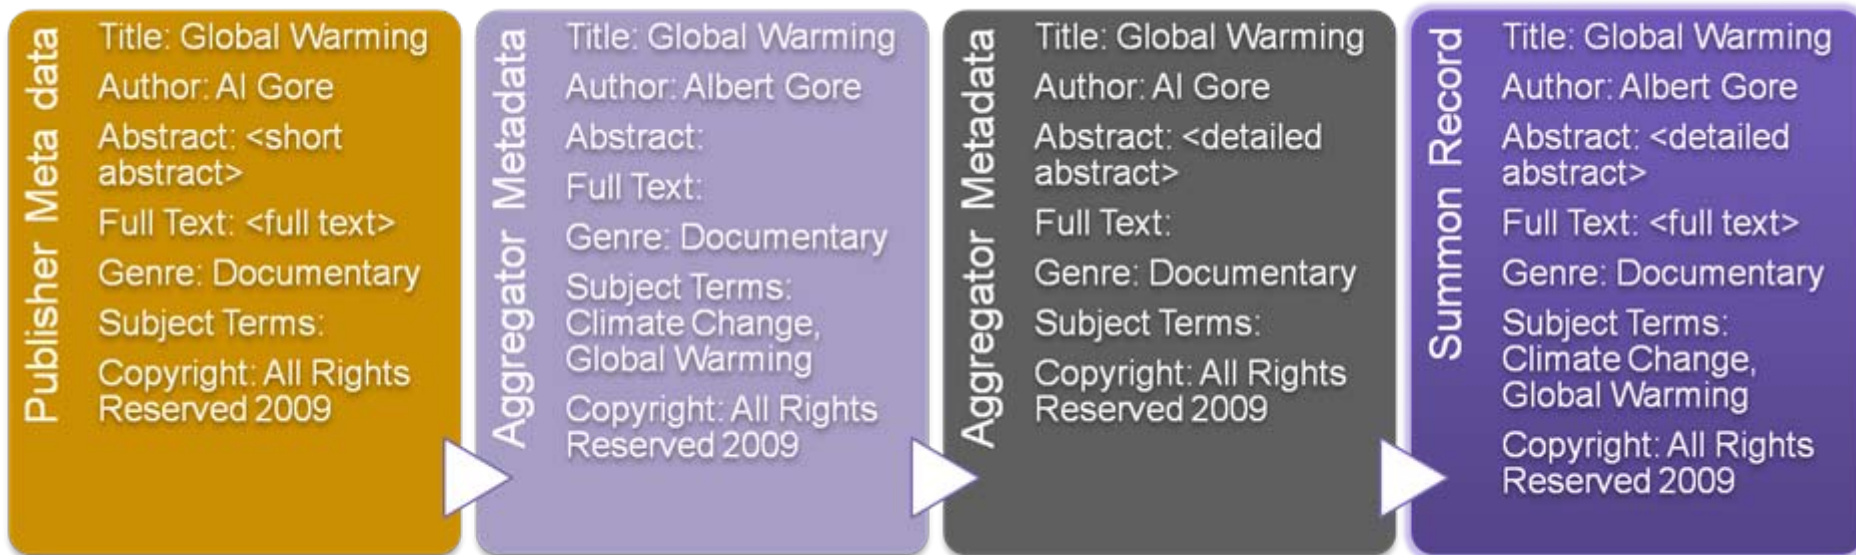 Publisher Meta data
Title: Global Warming
Author: Al Gore
Abstract: <short
abstract>
Full Text: <full text>
Genre: Documentary
Subject Terms:
Copyright: All Rights
Reserved 2009
Aggregator Metadata
Title: Global Warming
Author: Albert Gore
Abstract:
Full Text:
Genre: Documentary
Subject Terms:
Climate Change,
Global Warming
Copyright: All Rights
Reserved 2009
Aggregator Metadata
Title: Global Warming
Author: Al Gore
Abstract: <detailed
abstract>
Full Text:
Genre: Documentary
Subject Terms:
Copyright: All Rights
Reserved 2009
Summon Record
Title: Global Warming
Author: Albert Gore
Abstract: <detailed
abstract>
Full Text: <full text>
Genre: Documentary
Subject Terms:
Climate Change,
Global Warming
Copyright: All Rights
Reserved 2009